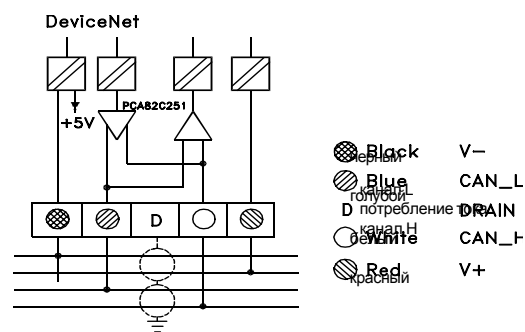 DeviceNet
PCA82C251
+5V
Black V−
черный
Blue CAN_L
канал L
голубой
D потребление тока DRAIN
канал H
White CAN_H
белый
Red V+
красный
D